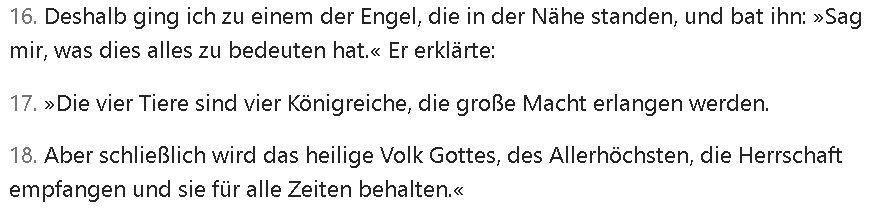 16. Deshalb ging ich zu einem der Engel, die in der Nähe standen, und bat ihn: »Sag
mir, was dies alles zu bedeuten hat.« Er erklärte:
17. »Die vier Tiere sind vier Königreiche, die große Macht erlangen werden.
18. Aber schließlich wird das heilige Volk Gottes, des Allerhöchsten, die Herrschaft
empfangen und sie für alle Zeiten behalten.«